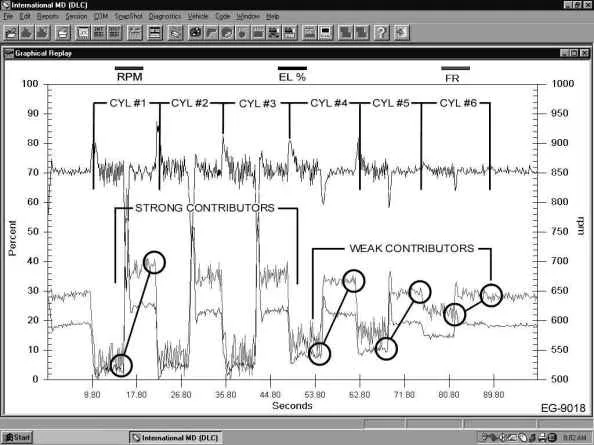 International MD (DLC)
File Edit Reports Session COM SnapShot Diagnostics Vehicle Code Window Help
Graphical Replay
RPM EL % FR
100 1000
90 950
80 900
70 850
60 800
50 750
40 700
30 650
20 600
10 550
0 500
Percent
rpm
CYL #1 CYL #2 CYL #3 CYL #4 CYL #5 CYL #6
STRONG CONTRIBUTORS
WEAK CONTRIBUTORS
9.80 17.80 26.80 35.80 44.80 53.80 62.80 71.80 80.80 89.80
Seconds
EG-9018
Start International MD (DLC) 8:02 AM